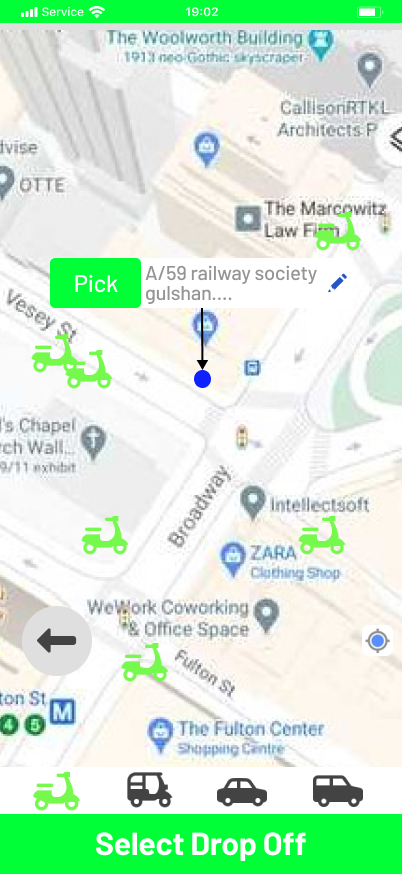 Service
19:02
The Woolworth Building
1913 neo-Gothic skyscraper
CallisonRTKL
Architects P
dvise
OTTE
The Marcowitz
Law Firm
Pick
A/59 railway society
gulshan....
Vesey St
l's Chapel
rch Wall...
9/11 exhibit
Broadway
Intellectsoft
ZARA
Clothing Shop
WeWork Coworking
& Office Space
Fulton St
ton St
M
4 5
The Fulton Center
Shopping Centre
Select Drop Off